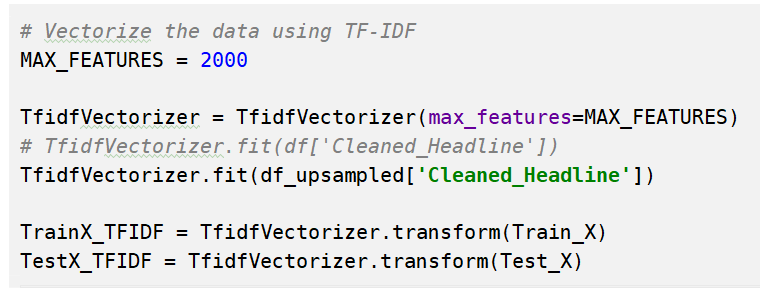 # Vectorize the data using TF-IDF
MAX_FEATURES = 2000
TfidfVectorizer = TfidfVectorizer(max_features=MAX_FEATURES)
# TfidfVectorizer.fit(df['Cleaned_Headline'])
TfidfVectorizer.fit(df_upsampled['Cleaned_Headline'])
TrainX_TFIDF = TfidfVectorizer.transform(Train_X)
TestX_TFIDF = TfidfVectorizer.transform(Test_X)